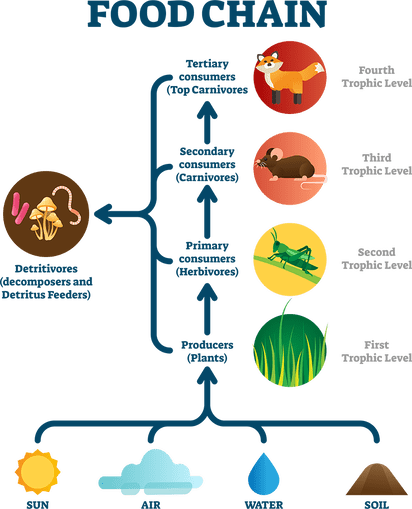 FOOD CHAIN
Tertiary
consumers
(Top Carnivores
Fourth
Trophic Level
Secondary
consumers
(Carnivores)
Third
Trophic Level
Detritivores
(decomposers and
Detritus Feeders)
Primary
consumers
(Herbivores)
Second
Trophic Level
Producers
(Plants)
First
Trophic Level
SUN
AIR
WATER
SOIL